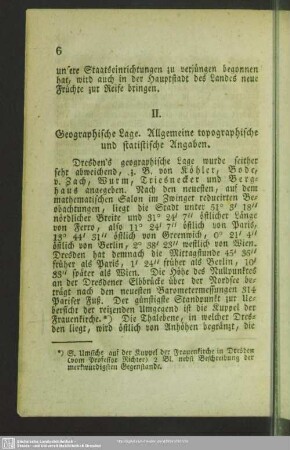 6
unsere Staatseinrichtungen zu verjüngen begonnen
hat, wird auch in der Hauptstadt des Landes neue
Früchte zur Reife bringen.
II.
Geographische Lage. Allgemeine topographische
und statistische Angaben.
Dresden's geographische Lage wurde seither
sehr abweichend, z. B. von Köhler, Bode,
v. Zach, Wurm, Triesnecker und Berg-
haus angegeben. Nach den neuesten, auf dem
mathematischen Salon im Zwinger reducirten Be-
obachtungen, liegt die Stadt unter 51° 3' 18"
nördlicher Breite und 31° 24' 7" östlicher Länge
von Ferro, also 11° 24' 7" östlich von Paris,
13° 44' 31" östlich von Greenwich, 0° 21' 4"
östlich von Berlin, 2° 38' 23" westlich von Wien.
Dresden hat demnach die Mittagstunde 45' 36"
früher als Paris, 1' 24" früher als Berlin, 10'
33" später als Wien. Die Höhe des Nullpunktes
an der Dresdener Elbbrücke über der Nordsee be-
trägt nach den neuesten Barometermessungen 314
Pariser Fuß. Der günstigste Standpunkt zur Ue-
bersicht der reizenden Umgegend ist die Kuppel der
Frauenkirche.*) Die Thalebene, in welcher Dres-
den liegt, wird östlich von Anhöhen begränzt, die
*) S. Umsicht auf der Kuppel der Frauenkirche in Dresden
(vom Professor Richter) 2 Bl. nebst Beschreibung der
merkwürdigsten Gegenstände.